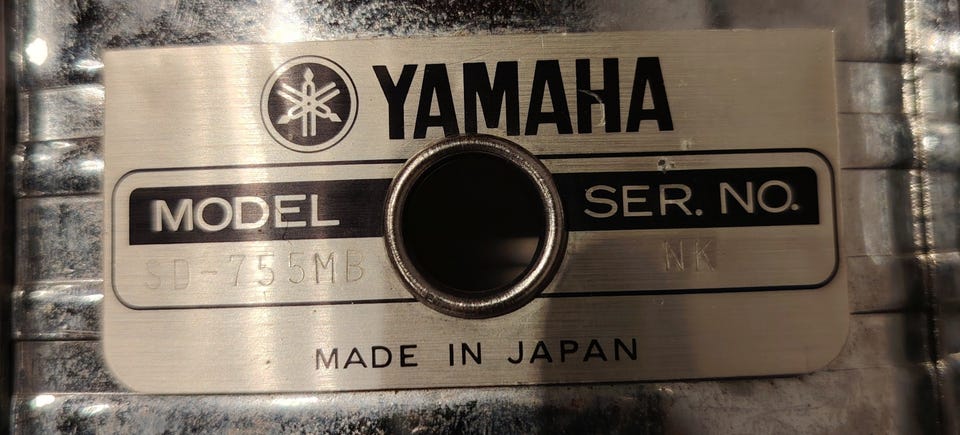 YAMAHA
MODEL SER. NO.
SD-755MB NK
MADE IN JAPAN